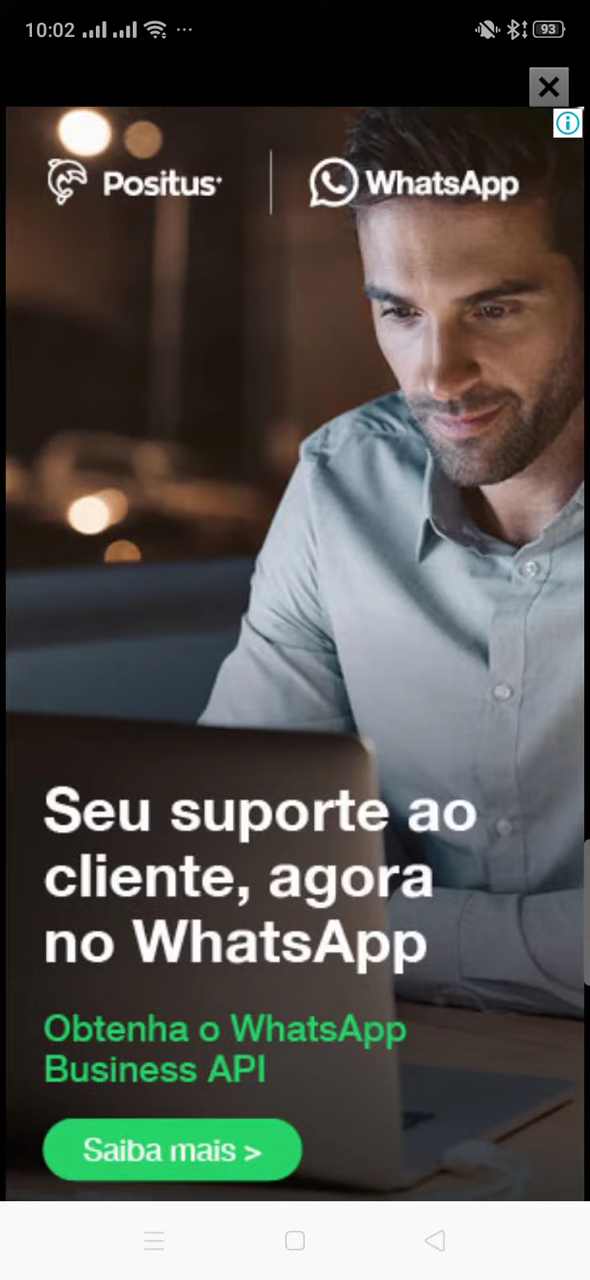 10:02
93
Positus
WhatsApp
Seu suporte ao
cliente, agora
no WhatsApp
Obtenha o WhatsApp
Business API
Saiba mais >